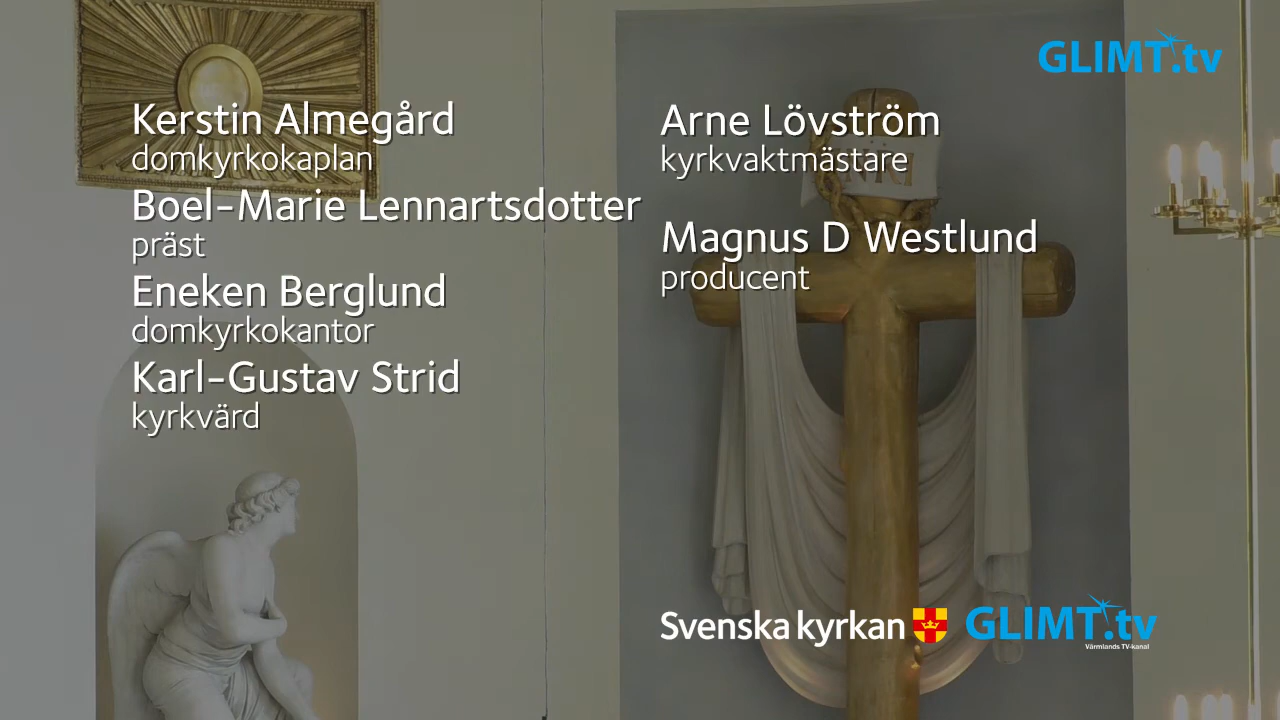 GLIMT.tv
Kerstin Almegård
domkyrkokaplan
Boel-Marie Lennartsdotter
präst
Eneken Berglund
domkyrkokantor
Karl-Gustav Strid
kyrkvärd
Arne Lövström
kyrkvaktmästare
Magnus D Westlund
producent
Svenska kyrkan
GLIMT.tv
Värmlands TV-kanal